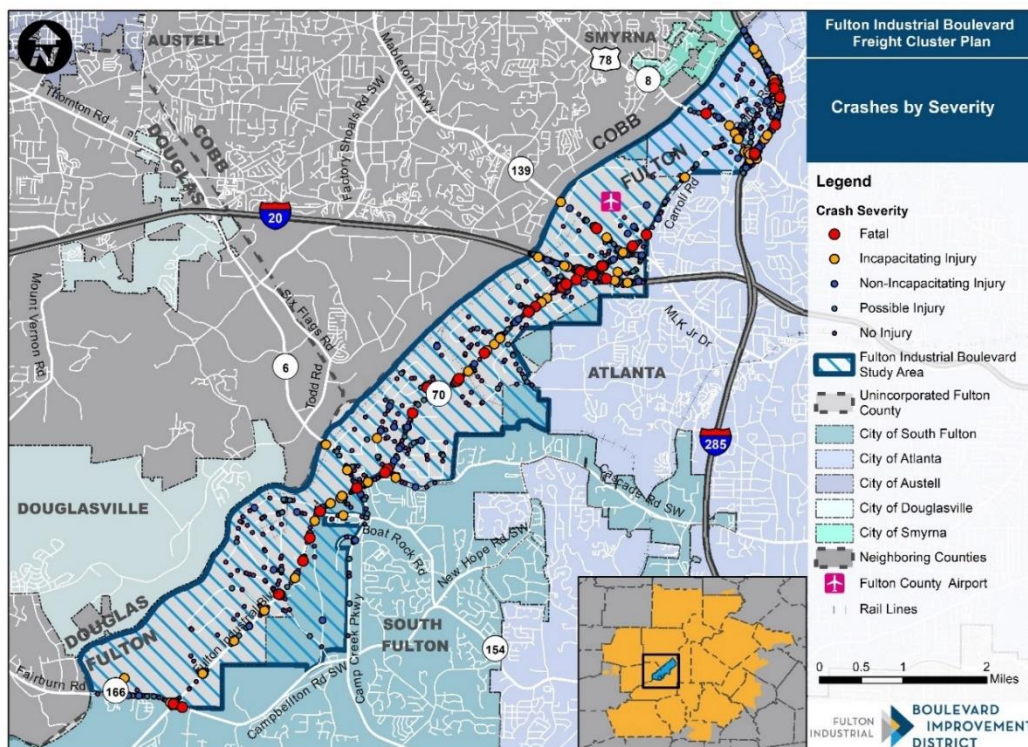 Fulton Industrial Boulevard
Freight Cluster Plan
Crashes by Severity
Legend
Crash Severity
Fatal
Incapacitating Injury
Non-Incapacitating Injury
Possible Injury
No Injury
Fulton Industrial Boulevard
Study Area
Unincorporated Fulton
County
City of South Fulton
City of Atlanta
City of Austell
City of Douglasville
City of Smyrna
Neighboring Counties
Fulton County Airport
Rail Lines
0 0.5 1 2
Miles
FULTON
INDUSTRIAL
BOULEVARD
IMPROVEMENT
DISTRICT
N
AUSTELL
SMYRNA
78
8
Thornton Rd
Mableton Pkwy
Factory Shoals Rd SW
COBB
DOUGLAS
COBB
FULTON
139
20
Carroll Rd
Mount Vernon Rd
Six Flags Rd
6
Todd Rd
MLK Jr Dr
ATLANTA
70
285
Cascade Rd SW
DOUGLASVILLE
Boat Rock Rd
New Hope Rd SW
DOUGLAS
FULTON
SOUTH
FULTON
Camp Creek Pkwy
154
Fairburn Rd
166
Campbellton Rd SW